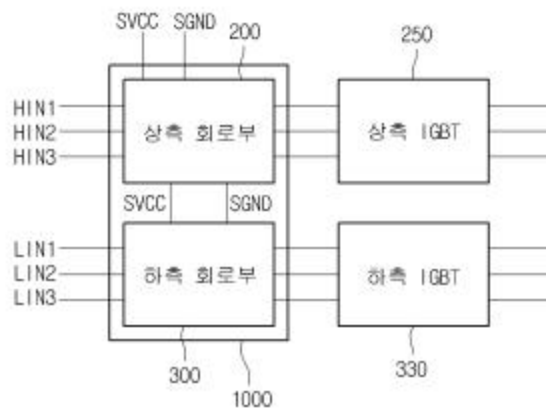 SVCC SGND 200 250
HIN1
HIN2 상측 회로부 상측 IGBT
HIN3
SVCC SGND
LIN1
LIN2 하측 회로부 하측 IGBT
LIN3
300 1000 330